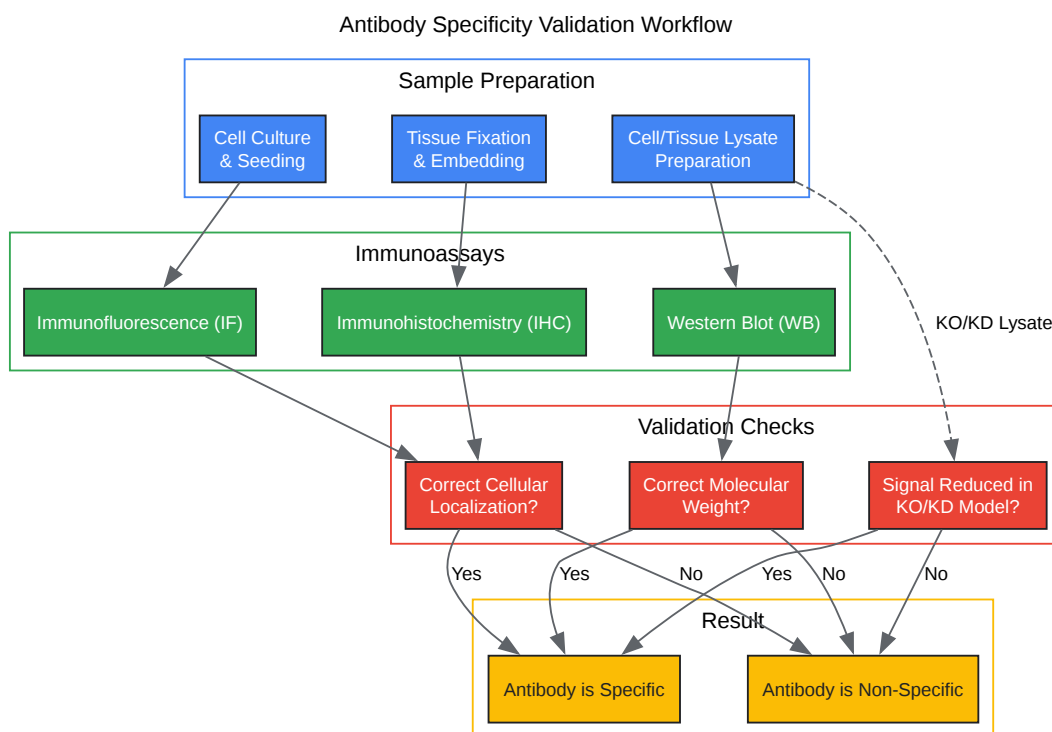 Antibody Specificity Validation Workflow
Sample Preparation
Cell Culture
& Seeding
Tissue Fixation
& Embedding
Cell/Tissue Lysate
Preparation
Immunoassays
Immunofluorescence (IF)
Immunohistochemistry (IHC)
Western Blot (WB)
KO/KD Lysate
Validation Checks
Correct Cellular
Localization?
Correct Molecular
Weight?
Signal Reduced in
KO/KD Model?
Yes
Yes
No
Yes
No
No
Result
Antibody is Specific
Antibody is Non-Specific